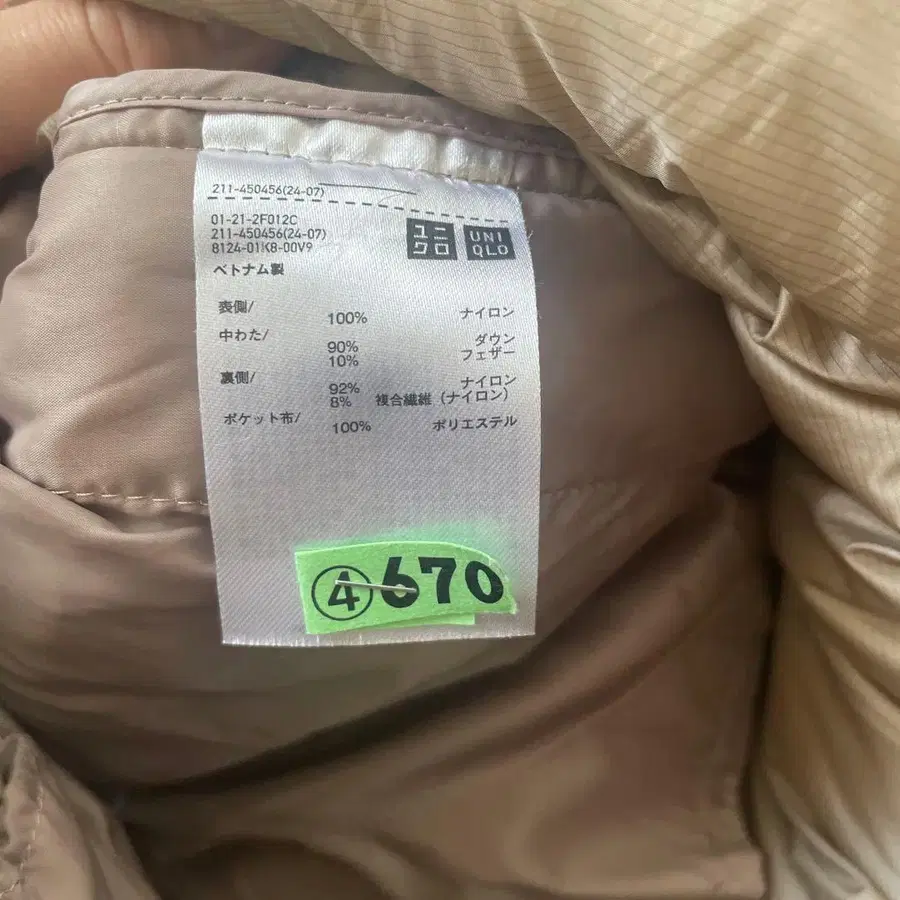 211-450456(24-07)
01-21-2F012C
211-450456(24-07)
8124-01K8-00V9
ユニ
クロ
UNI
QLO
ベトナム製
表側/
100% ナイロン
中わた/
90% ダウン
10% フェザー
裏側/
92% ナイロン
8% 複合繊維（ナイロン）
ポケット布/
100% ポリエステル
④670